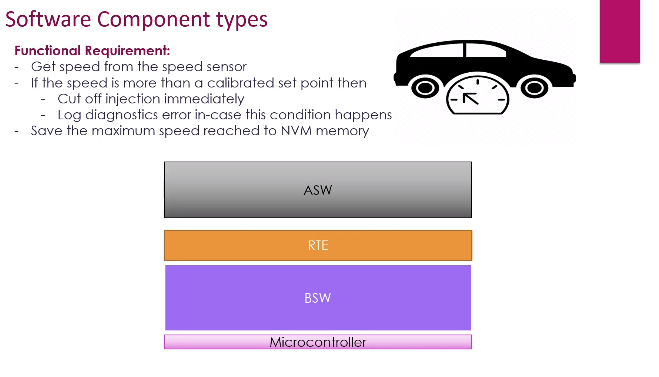 Software Component types
Functional Requirement:
- Get speed from the speed sensor
- If the speed is more than a calibrated set point then
- Cut off injection immediately
- Log diagnostics error in-case this condition happens
- Save the maximum speed reached to NVM memory
ASW
RTE
BSW
Microcontroller